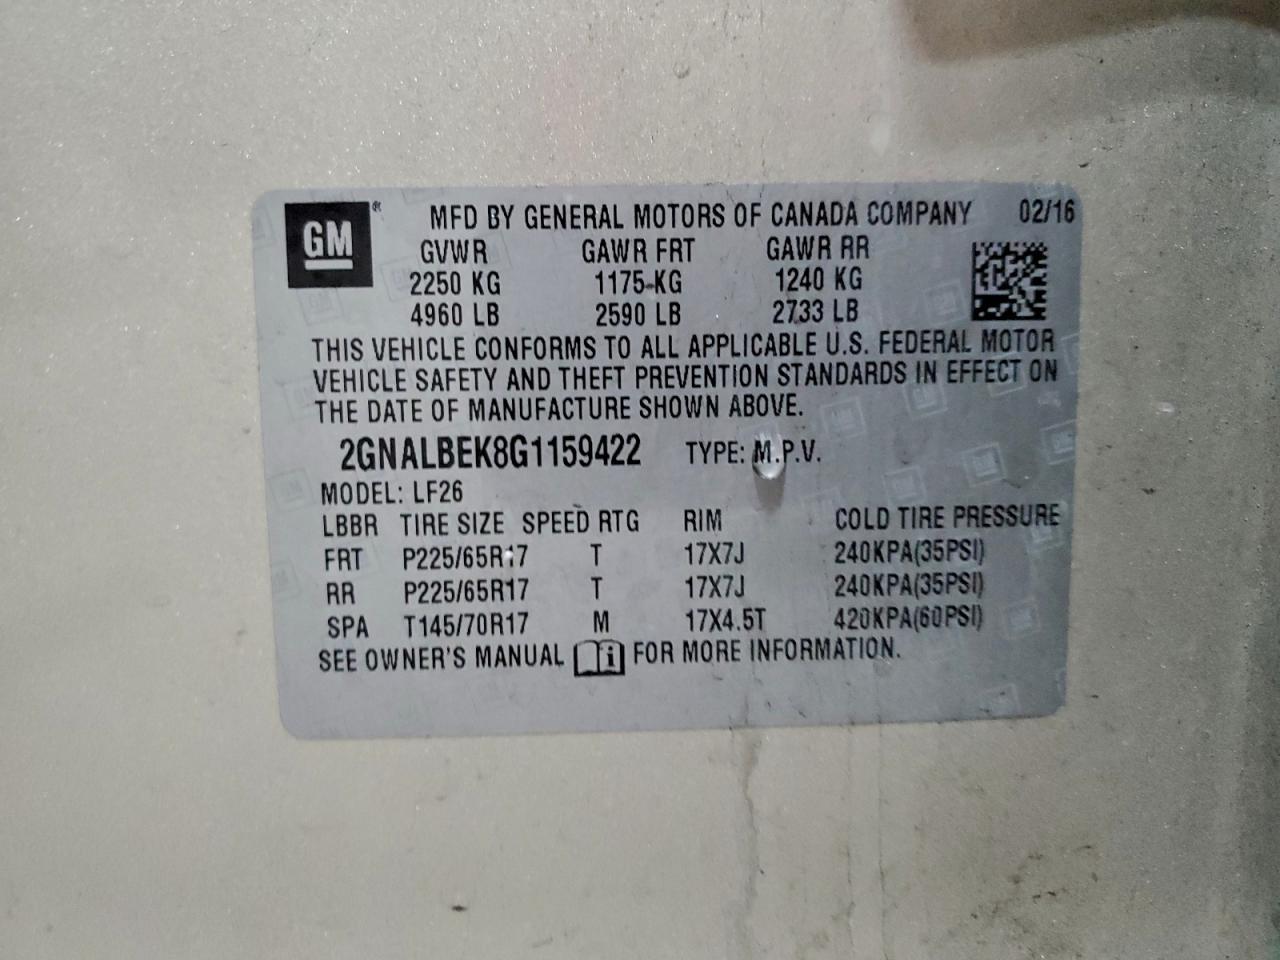 GM ®
MFD BY GENERAL MOTORS OF CANADA COMPANY 02/16
GVWR GAWR FRT GAWR RR
2250 KG 1175 KG 1240 KG
4960 LB 2590 LB 2733 LB
THIS VEHICLE CONFORMS TO ALL APPLICABLE U.S. FEDERAL MOTOR
VEHICLE SAFETY AND THEFT PREVENTION STANDARDS IN EFFECT ON
THE DATE OF MANUFACTURE SHOWN ABOVE.
2GNALBEK8G1159422 TYPE: M.P.V.
MODEL: LF26
LBBR TIRE SIZE SPEED RTG RIM COLD TIRE PRESSURE
FRT P225/65R17 T 17X7J 240KPA(35PSI)
RR P225/65R17 T 17X7J 240KPA(35PSI)
SPA T145/70R17 M 17X4.5T 420KPA(60PSI)
SEE OWNER'S MANUAL i FOR MORE INFORMATION.